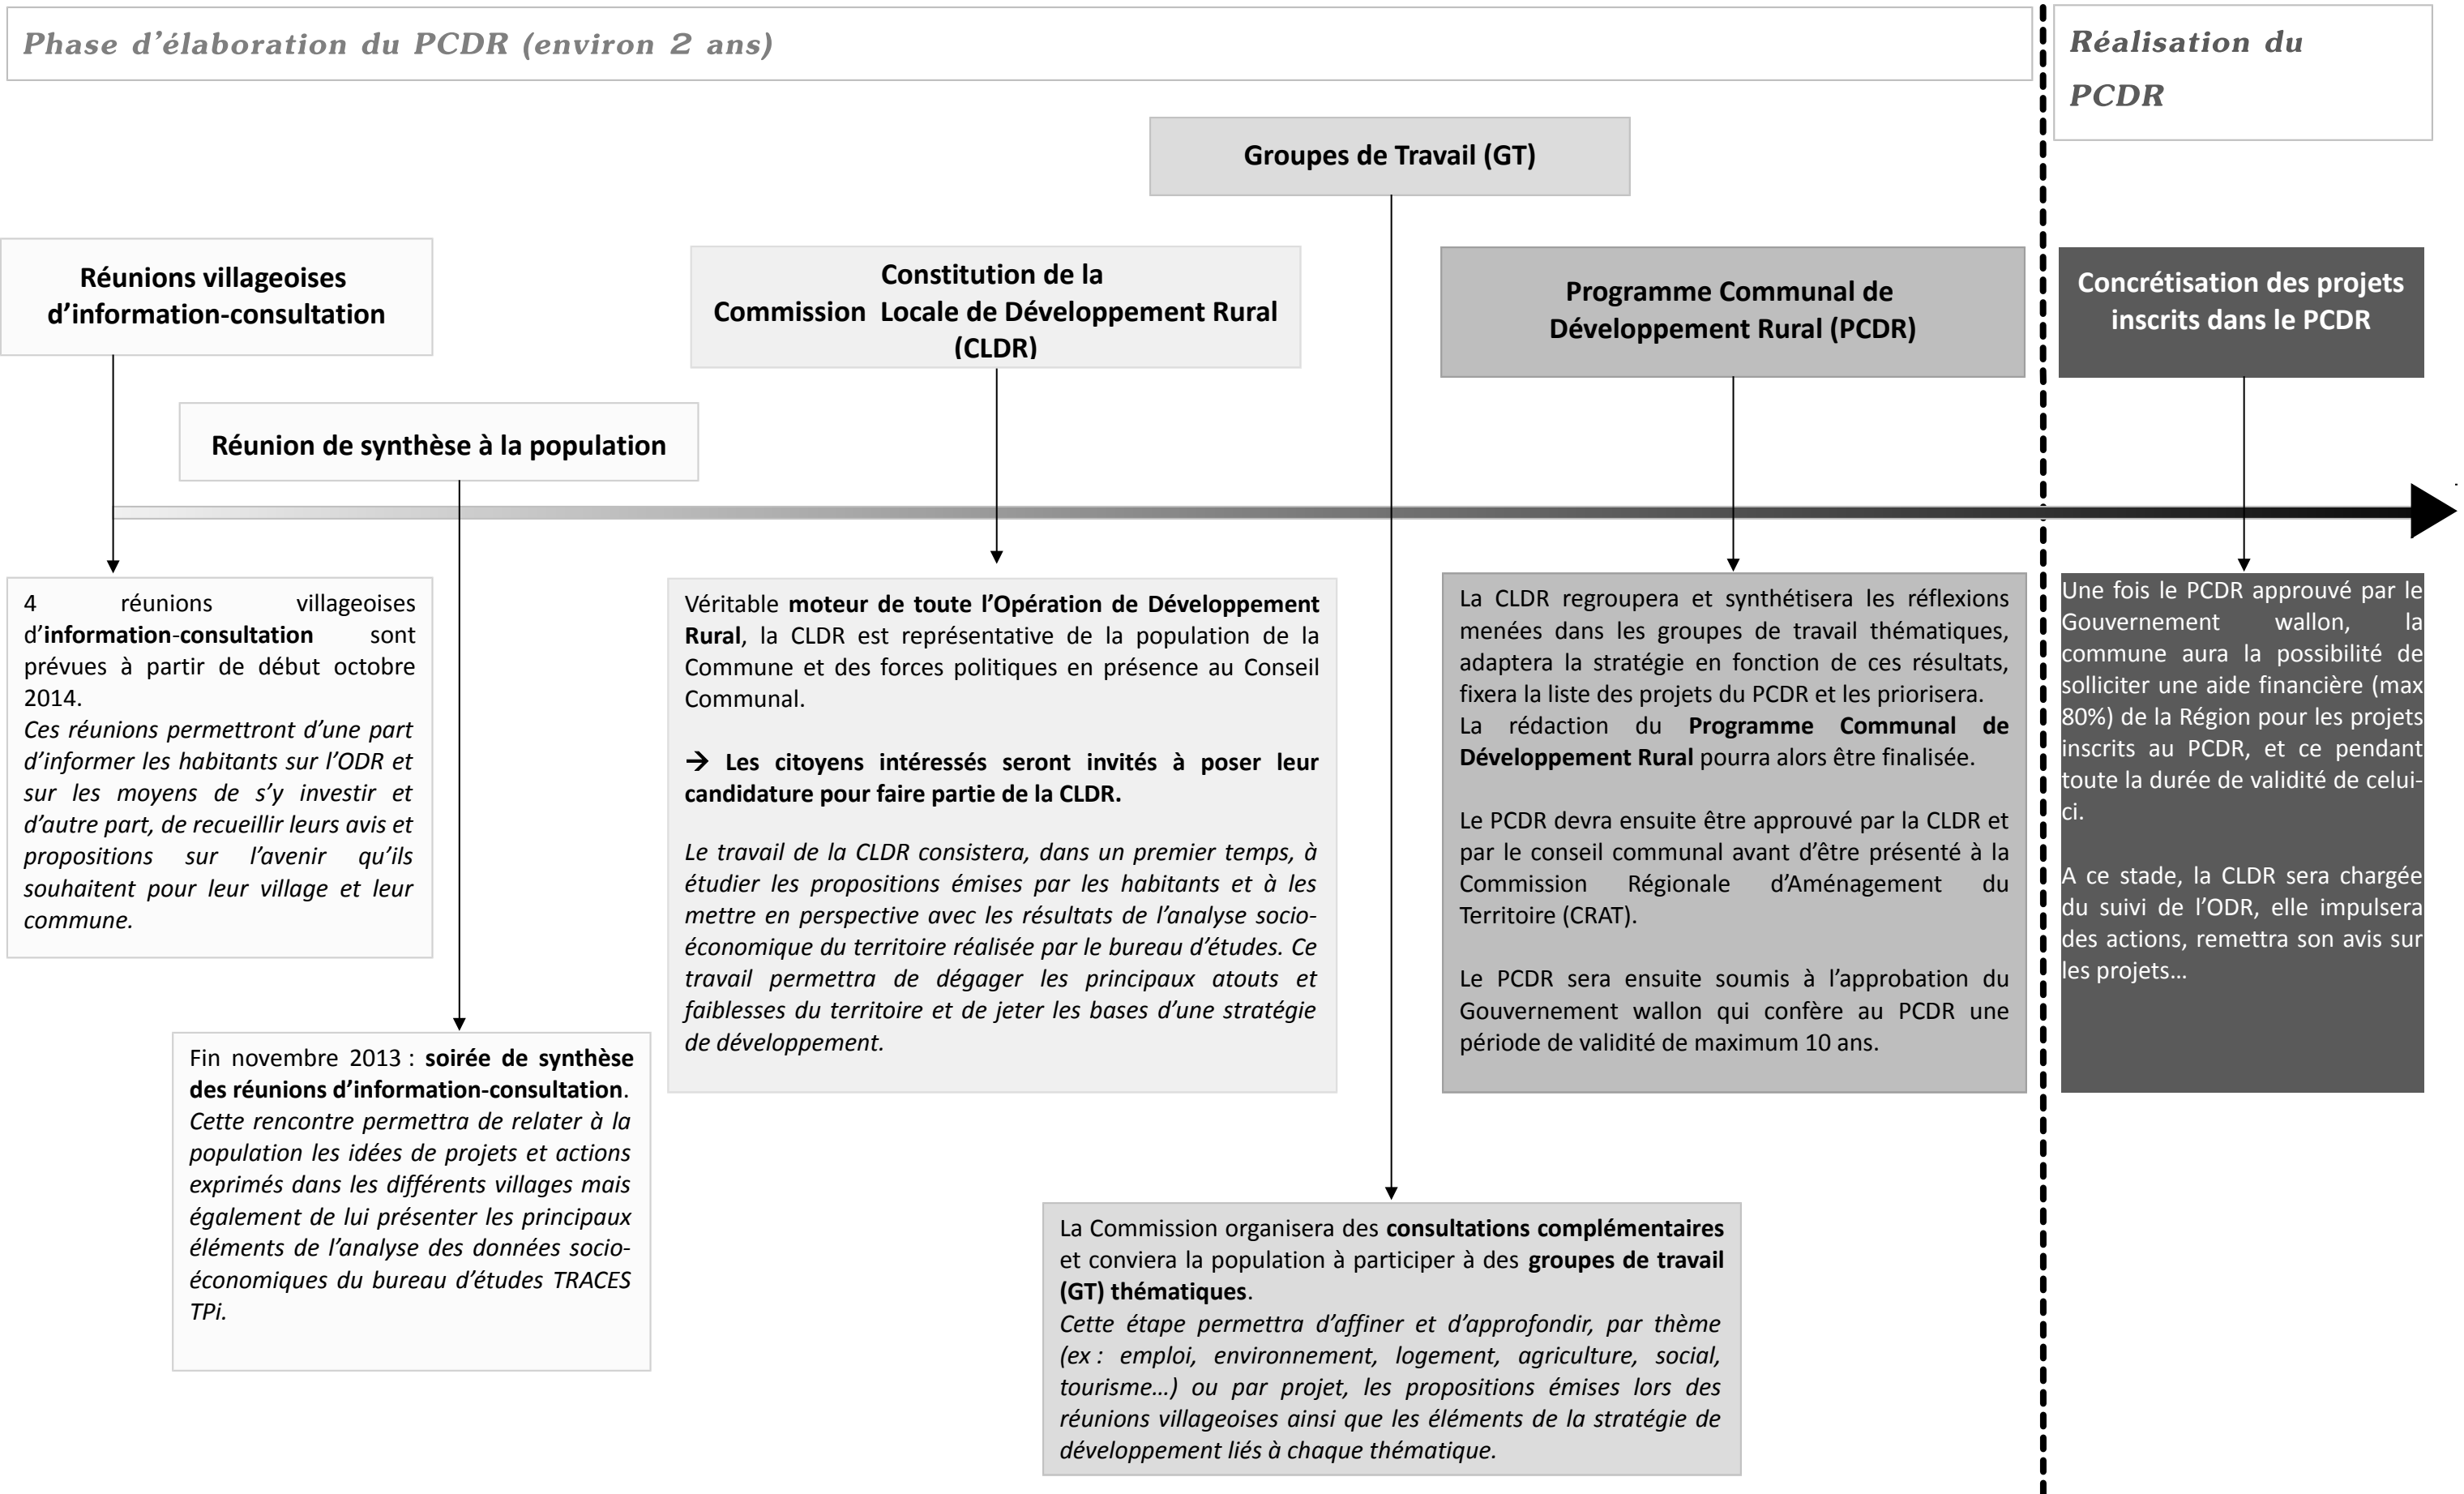 Phase d'élaboration du PCDR (environ 2 ans)
Réalisation du
PCDR
Groupes de Travail (GT)
Réunions villageoises
d'information-consultation
Constitution de la
Commission Locale de Développement Rural
(CLDR)
Programme Communal de
Développement Rural (PCDR)
Concrétisation des projets
inscrits dans le PCDR
Réunion de synthèse à la population
4 réunions villageoises
d'information-consultation sont
prévues à partir de début octobre
2014.
Ces réunions permettront d'une part
d'informer les habitants sur l'ODR et
sur les moyens de s'y investir et
d'autre part, de recueillir leurs avis et
propositions sur l'avenir qu'ils
souhaitent pour leur village et leur
commune.
Fin novembre 2013 : soirée de synthèse
des réunions d'information-consultation.
Cette rencontre permettra de relater à la
population les idées de projets et actions
exprimés dans les différents villages mais
également de lui présenter les principaux
éléments de l'analyse des données socio-
économiques du bureau d'études TRACES
TPi.
Véritable moteur de toute l'Opération de Développement
Rural, la CLDR est représentative de la population de la
Commune et des forces politiques en présence au Conseil
Communal.
→ Les citoyens intéressés seront invités à poser leur
candidature pour faire partie de la CLDR.
Le travail de la CLDR consistera, dans un premier temps, à
étudier les propositions émises par les habitants et à les
mettre en perspective avec les résultats de l'analyse socio-
économique du territoire réalisée par le bureau d'études. Ce
travail permettra de dégager les principaux atouts et
faiblesses du territoire et de jeter les bases d'une stratégie
de développement.
La Commission organisera des consultations complémentaires
et conviera la population à participer à des groupes de travail
(GT) thématiques.
Cette étape permettra d'affiner et d'approfondir, par thème
(ex : emploi, environnement, logement, agriculture, social,
tourisme…) ou par projet, les propositions émises lors des
réunions villageoises ainsi que les éléments de la stratégie de
développement liés à chaque thématique.
La CLDR regroupera et synthétisera les réflexions
menées dans les groupes de travail thématiques,
adaptera la stratégie en fonction de ces résultats,
fixera la liste des projets du PCDR et les priorisera.
La rédaction du Programme Communal de
Développement Rural pourra alors être finalisée.
Le PCDR devra ensuite être approuvé par la CLDR et
par le conseil communal avant d'être présenté à la
Commission Régionale d'Aménagement du
Territoire (CRAT).
Le PCDR sera ensuite soumis à l'approbation du
Gouvernement wallon qui confère au PCDR une
période de validité de maximum 10 ans.
Une fois le PCDR approuvé par le
Gouvernement wallon, la
commune aura la possibilité de
solliciter une aide financière (max
80%) de la Région pour les projets
inscrits au PCDR, et ce pendant
toute la durée de validité de celui-
ci.
A ce stade, la CLDR sera chargée
du suivi de l'ODR, elle impulsera
des actions, remettra son avis sur
les projets…